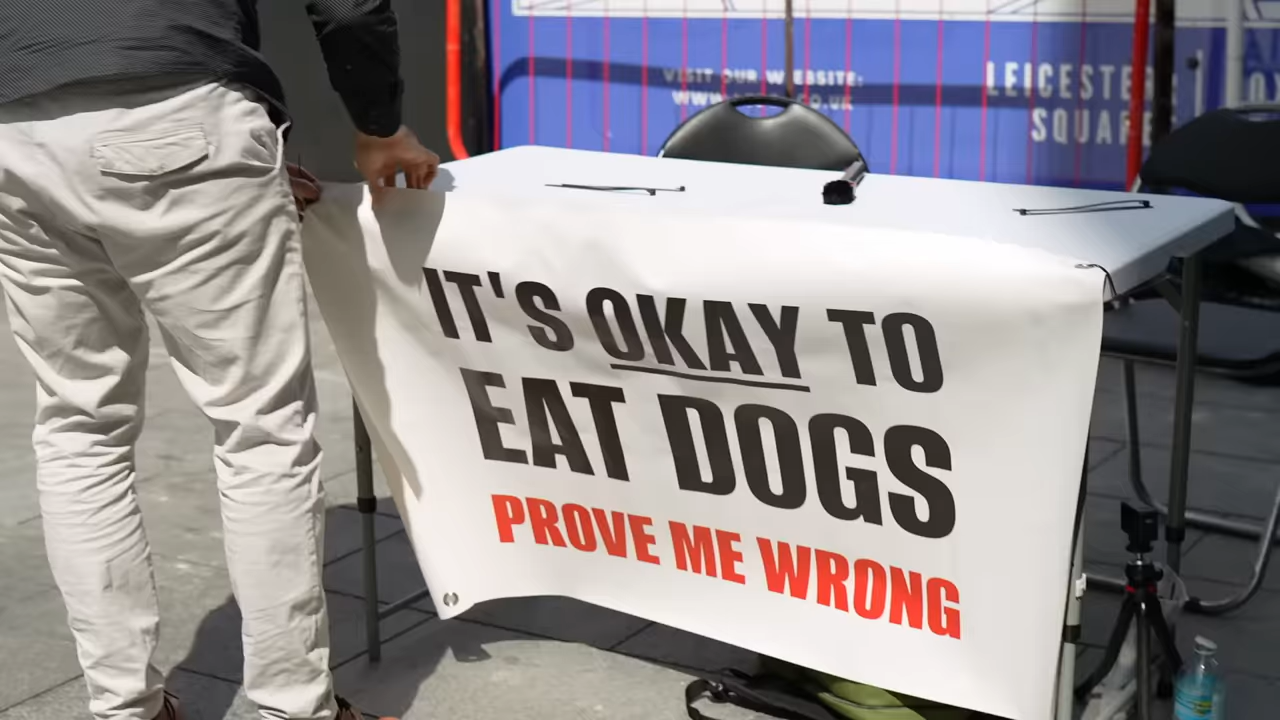 VISIT OUR WEBSITE:
LEICESTER
SQUARE
IT'S OKAY TO
EAT DOGS
PROVE ME WRONG